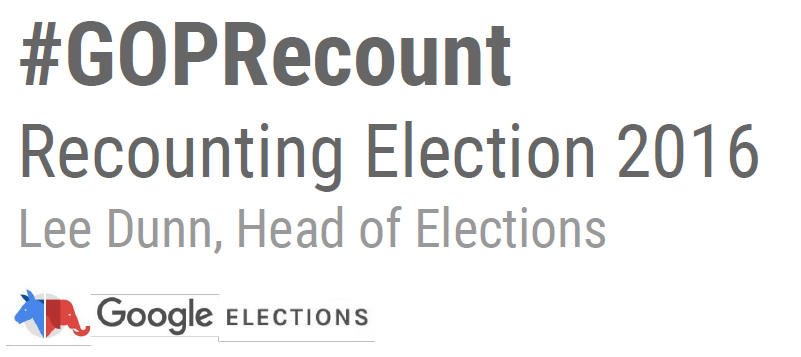 #GOPRecount
Recounting Election 2016
Lee Dunn, Head of Elections
Google ELECTIONS